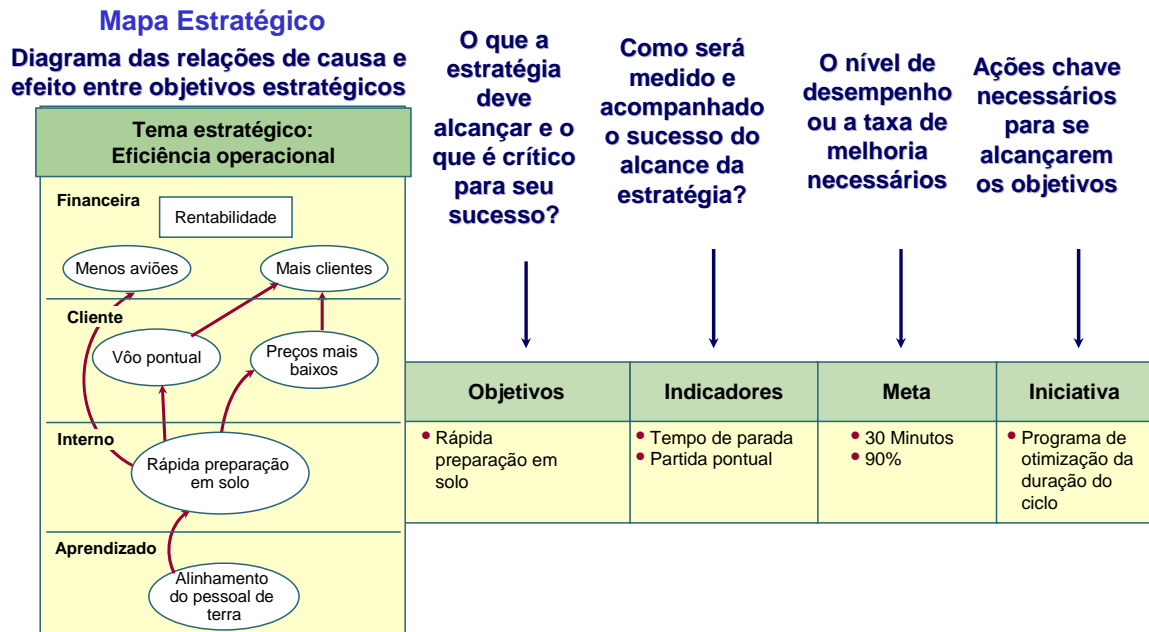 Mapa Estratégico
Diagrama das relações de causa e
efeito entre objetivos estratégicos
Tema estratégico:
Eficiência operacional
Financeira
Rentabilidade
Menos aviões
Mais clientes
Cliente
Vôo pontual
Preços mais
baixos
Interno
Rápida preparação
em solo
Aprendizado
Alinhamento
do pessoal de
terra
O que a
estratégia
deve
alcançar e o
que é crítico
para seu
sucesso?
Como será
medido e
acompanhado
o sucesso do
alcance da
estratégia?
O nível de
desempenho
ou a taxa de
melhoria
necessários
Ações chave
necessários
para se
alcançarem
os objetivos
Objetivos
Indicadores
Meta
Iniciativa
• Rápida
preparação em
solo
• Tempo de parada
• Partida pontual
• 30 Minutos
• 90%
• Programa de
otimização da
duração do
ciclo